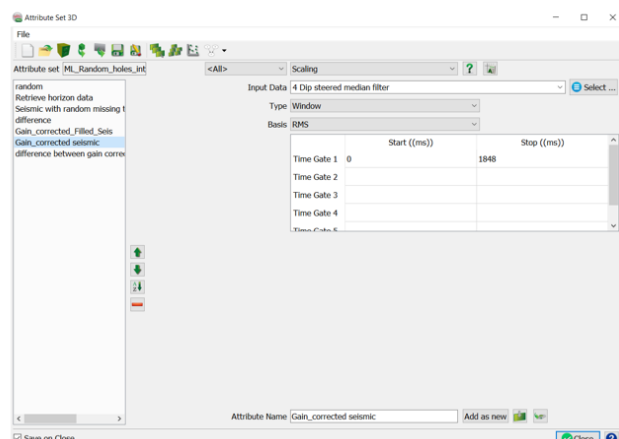 Attribute Set 3D
File
Attribute set ML_Random_holes_int <All> Scaling ?
random
Retrieve horizon data
Seismic with random missing t
difference
Gain_corrected_Filled_Seis
Gain_corrected seismic
difference between gain correc
Input Data 4 Dip steered median filter Select ...
Type Window
Basis RMS
Start ((ms)) Stop ((ms))
Time Gate 1 0 1848
Time Gate 2
Time Gate 3
Time Gate 4
Time Gate 5
Attribute Name Gain_corrected seismic Add as new
Save on Close Close ?